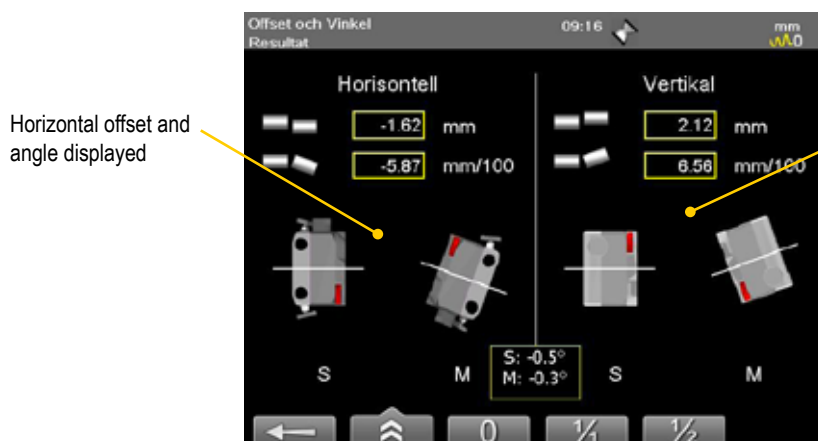 Offset och Vinkel
Resultat
09:16
mm
0
Horisontell
Vertikal
-1.62 mm
2.12 mm
-5.87 mm/100
6.56 mm/100
Horizontal offset and
angle displayed
S
M
S: -0.5°
M: -0.3°
S
M
0
1/1
1/2